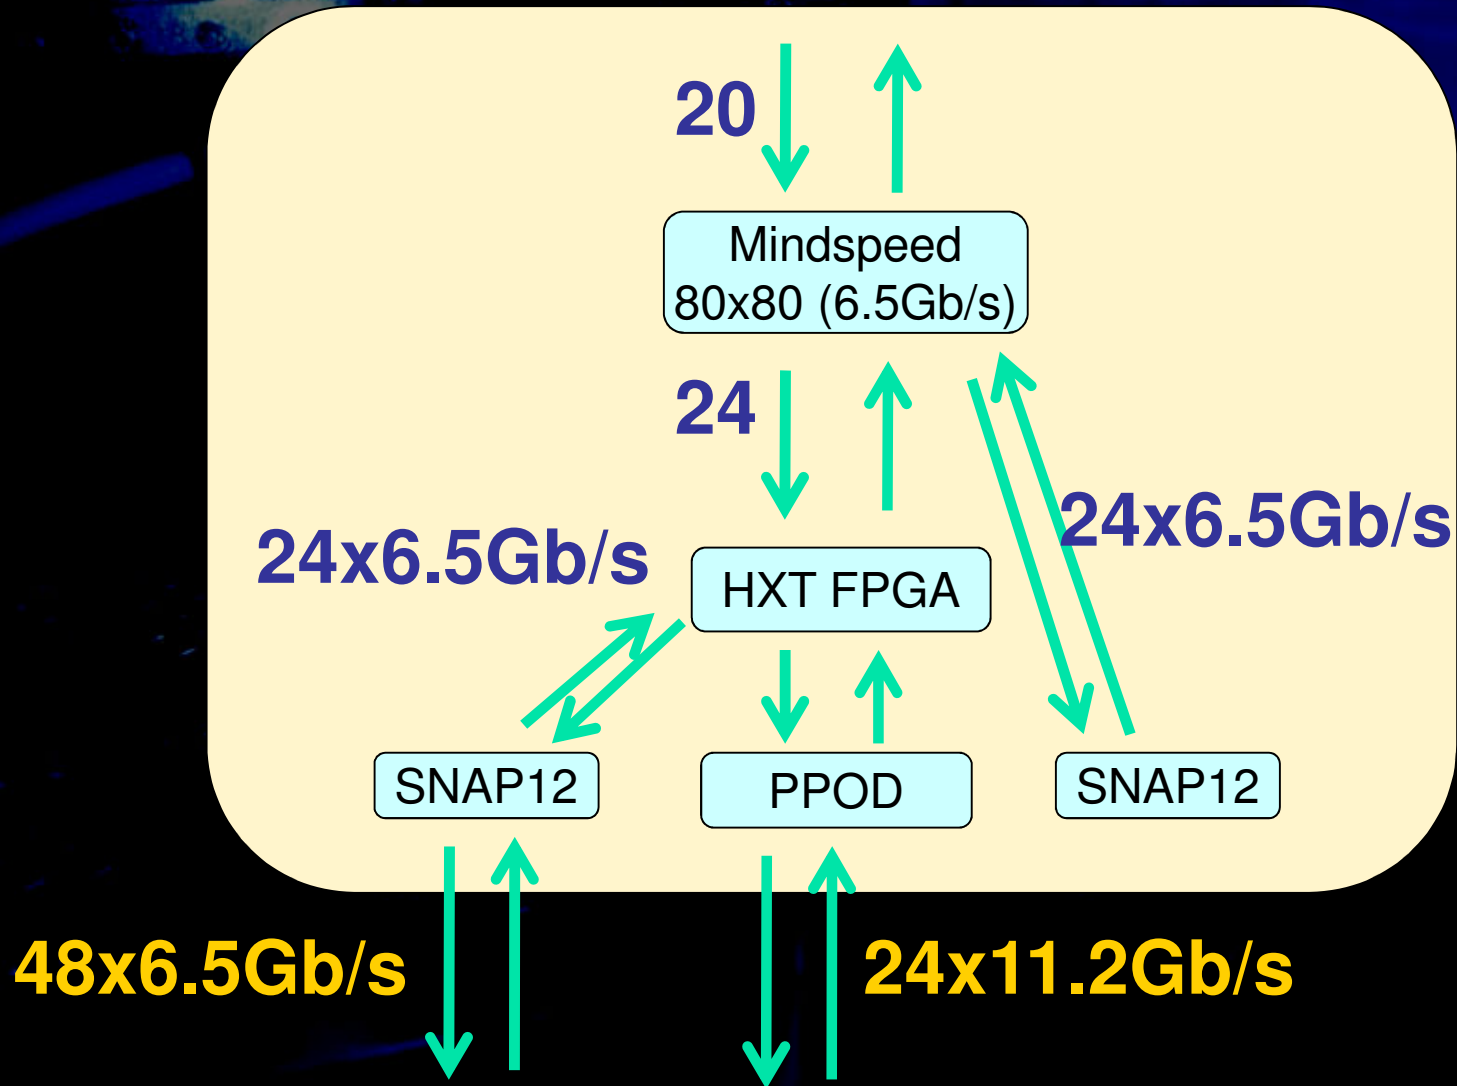 20
Mindspeed
80x80 (6.5Gb/s)
24
24x6.5Gb/s
24x6.5Gb/s
HXT FPGA
SNAP12
PPOD
SNAP12
48x6.5Gb/s
24x11.2Gb/s